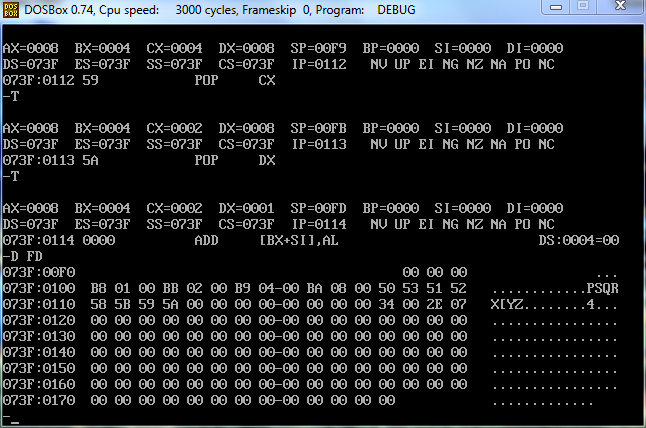 DOSBox 0.74, Cpu speed: 3000 cycles, Frameskip 0, Program: DEBUG
AX=0008 BX=0004 CX=0004 DX=0008 SP=00F9 BP=0000 SI=0000 DI=0000
DS=073F ES=073F SS=073F CS=073F IP=0112 NV UP EI NG NZ NA PO NC
073F:0112 59 POP CX
-T
AX=0008 BX=0004 CX=0002 DX=0008 SP=00FB BP=0000 SI=0000 DI=0000
DS=073F ES=073F SS=073F CS=073F IP=0113 NV UP EI NG NZ NA PO NC
073F:0113 5A POP DX
-T
AX=0008 BX=0004 CX=0002 DX=0001 SP=00FD BP=0000 SI=0000 DI=0000
DS=073F ES=073F SS=073F CS=073F IP=0114 NV UP EI NG NZ NA PO NC
073F:0114 0000 ADD [BX+SI],AL DS:0004=00
-D FD
073F:00F0 00 00 00 ...
073F:0100 B8 01 00 BB 02 00 B9 04-00 BA 08 00 50 53 51 52 ............PSQR
073F:0110 58 5B 59 5A 00 00 00 00-00 00 00 00 34 00 2E 07 X[YZ........4...
073F:0120 00 00 00 00 00 00 00 00-00 00 00 00 00 00 00 00 ................
073F:0130 00 00 00 00 00 00 00 00-00 00 00 00 00 00 00 00 ................
073F:0140 00 00 00 00 00 00 00 00-00 00 00 00 00 00 00 00 ................
073F:0150 00 00 00 00 00 00 00 00-00 00 00 00 00 00 00 00 ................
073F:0160 00 00 00 00 00 00 00 00-00 00 00 00 00 00 00 00 ................
073F:0170 00 00 00 00 00 00 00 00-00 00 00 00 00 .............
-_